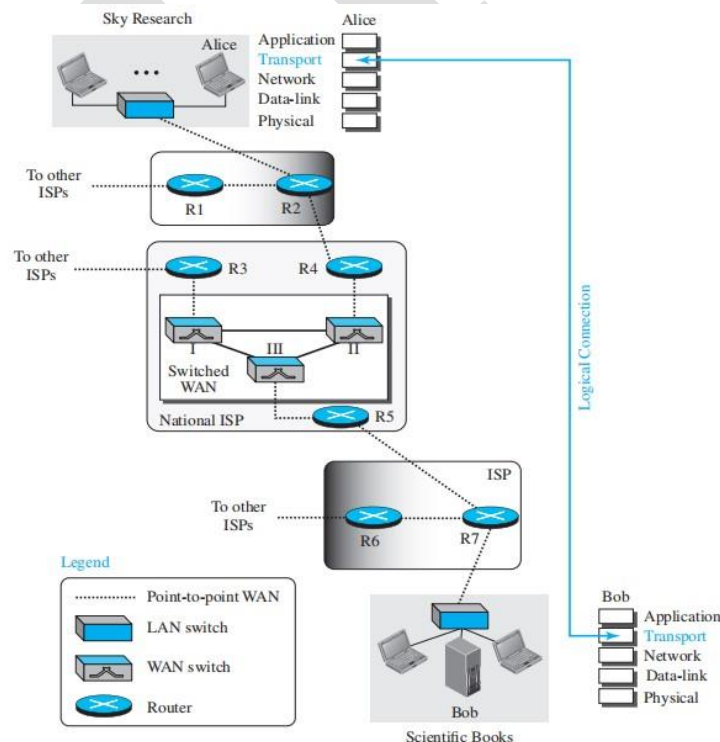 Sky Research
Alice
Alice
Application
Transport
Network
Data-link
Physical
To other
ISPs
R1
R2
To other
ISPs
R3
R4
I
II
III
Switched
WAN
National ISP
R5
Logical Connection
ISP
To other
ISPs
R6
R7
Legend
Point-to-point WAN
LAN switch
WAN switch
Router
Bob
Scientific Books
Bob
Application
Transport
Network
Data-link
Physical